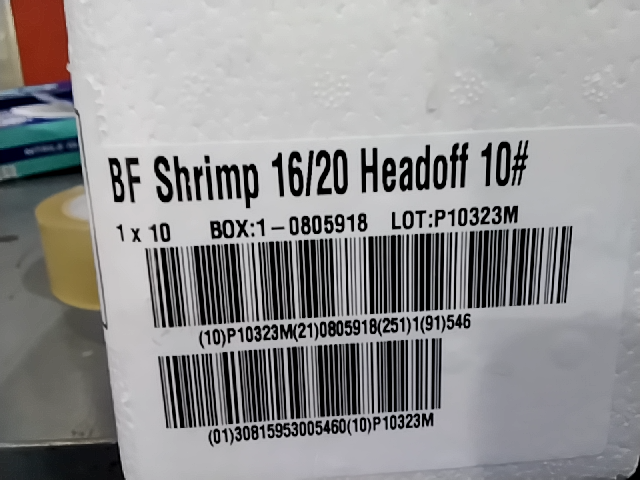 BF Shrimp 16/20 Headoff 10#
1 x 10 BOX:1-0805918 LOT:P10323M
(10)P10323M(21)0805918(251)1(91)546
(01)30815953005460(10)P10323M
NITRILE